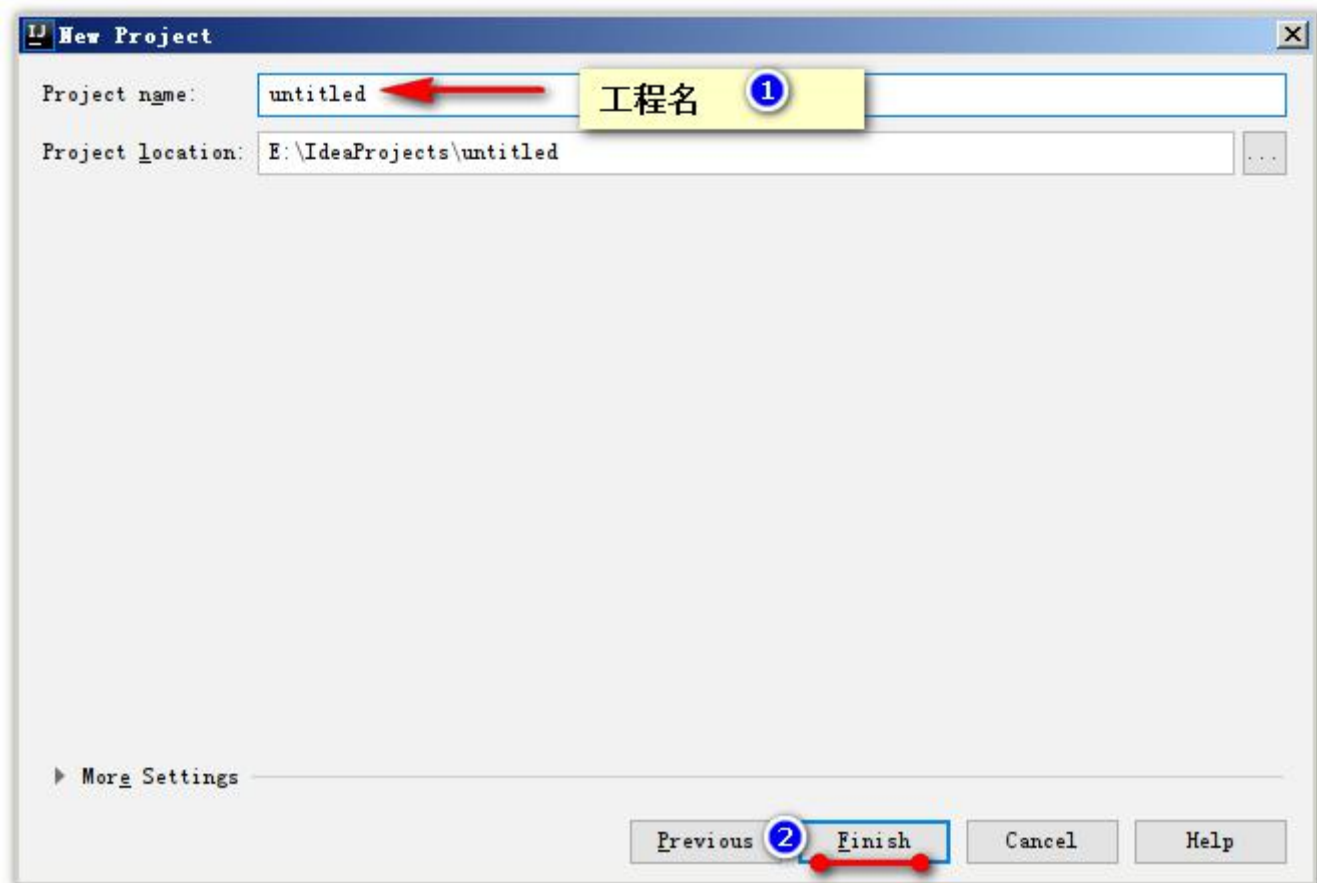 IJ New Project
Project name: untitled 工程名 1
Project location: E:\IdeaProjects\untitled ...
More Settings
Previous 2 Finish Cancel Help